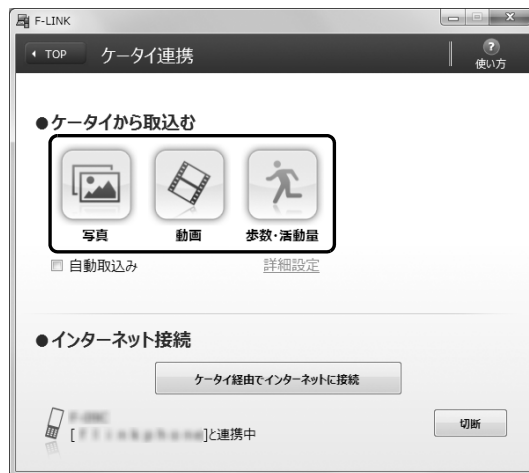 F-LINK
TOP ケータイ連携 ? 使い方
●ケータイから取込む
写真 動画 歩数・活動量
自動取込み 詳細設定
●インターネット接続
ケータイ経由でインターネットに接続
[ ]と連携中 切断